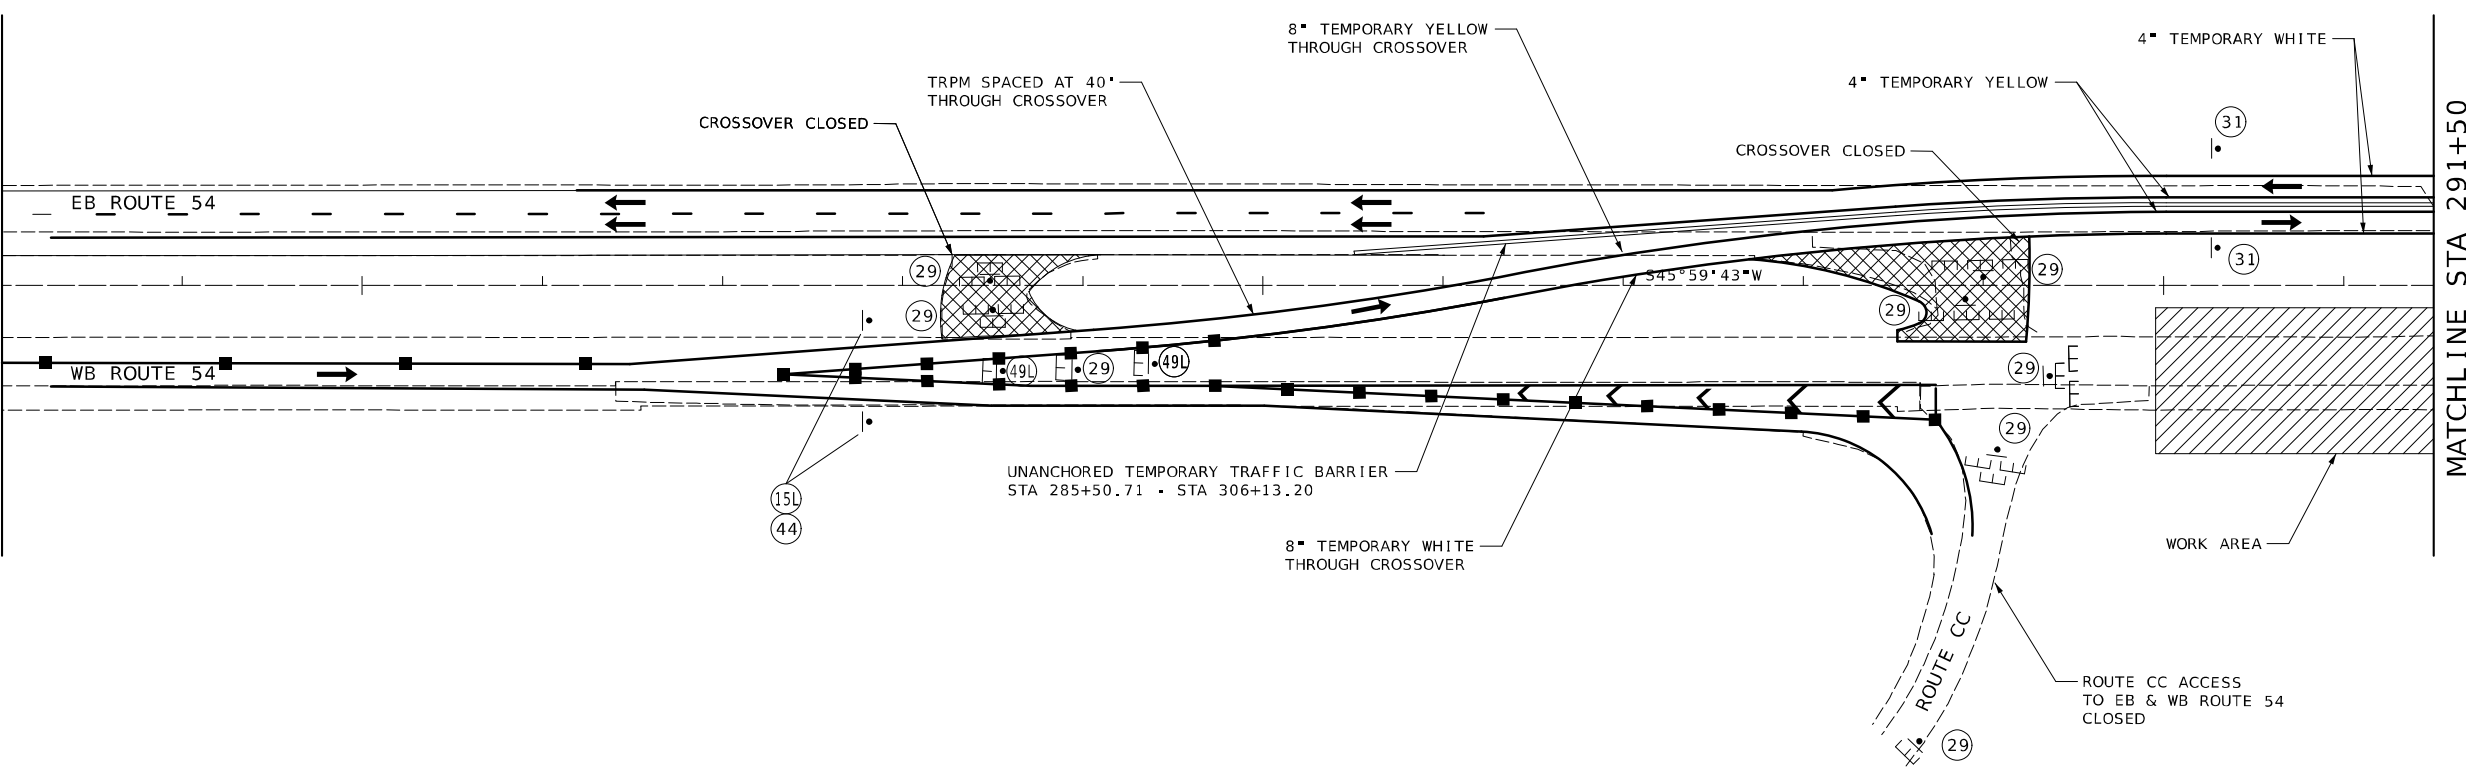 8" TEMPORARY YELLOW
THROUGH CROSSOVER
4" TEMPORARY WHITE
TRPM SPACED AT 40'
THROUGH CROSSOVER
4" TEMPORARY YELLOW
CROSSOVER CLOSED
31
CROSSOVER CLOSED
EB ROUTE 54
31
29
29
S45°59'43"W
29
29
29
WB ROUTE 54
49L
29
49L
29
29
UNANCHORED TEMPORARY TRAFFIC BARRIER
STA 285+50.71 - STA 306+13.20
15L
44
8" TEMPORARY WHITE
THROUGH CROSSOVER
WORK AREA
MATCHLINE STA 291+50
ROUTE CC
ROUTE CC ACCESS
TO EB & WB ROUTE 54
CLOSED
29